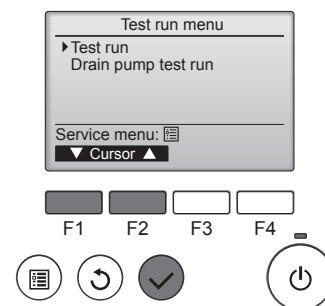 Test run menu
Test run
Drain pump test run
Service menu:
▼ Cursor ▲
F1 F2 F3 F4